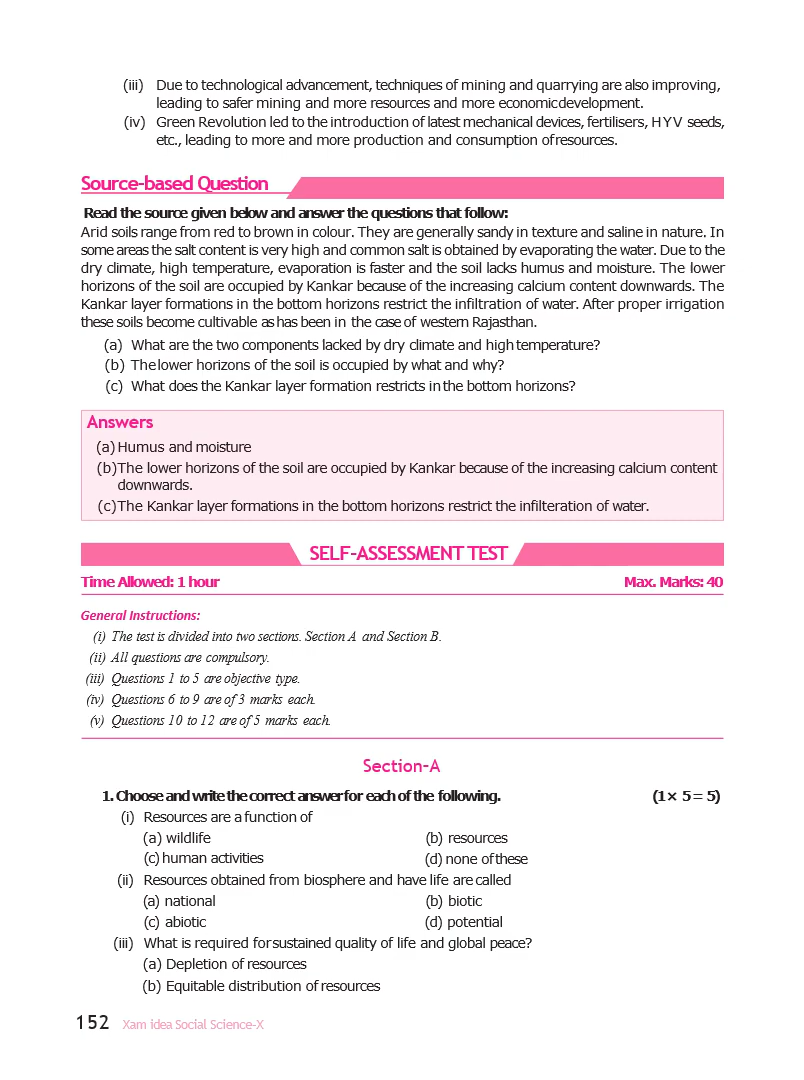 (iii) Due to technological advancement, techniques of mining and quarrying are also improving,
leading to safer mining and more resources and more economicdevelopment.
(iv) Green Revolution led to the introduction of latest mechanical devices, fertilisers, HYV seeds,
etc., leading to more and more production and consumption of resources.
Source-based Question
Read the source given below and answer the questions that follow:
Arid soils range from red to brown in colour. They are generally sandy in texture and saline in nature. In
some areas the salt content is very high and common salt is obtained by evaporating the water. Due to the
dry climate, high temperature, evaporation is faster and the soil lacks humus and moisture. The lower
horizons of the soil are occupied by Kankar because of the increasing calcium content downwards. The
Kankar layer formations in the bottom horizons restrict the infiltration of water. After proper irrigation
these soils become cultivable as has been in the case of western Rajasthan.
(a) What are the two components lacked by dry climate and high temperature?
(b) The lower horizons of the soil is occupied by what and why?
(c) What does the Kankar layer formation restricts in the bottom horizons?
Answers
(a) Humus and moisture
(b) The lower horizons of the soil are occupied by Kankar because of the increasing calcium content
downwards.
(c) The Kankar layer formations in the bottom horizons restrict the infilteration of water.
SELF-ASSESSMENT TEST
Time Allowed: 1 hour Max. Marks: 40
General Instructions:
(i) The test is divided into two sections. Section A and Section B.
(ii) All questions are compulsory.
(iii) Questions 1 to 5 are objective type.
(iv) Questions 6 to 9 are of 3 marks each.
(v) Questions 10 to 12 are of 5 marks each.
Section–A
1. Choose and write the correct answer for each of the following. (1 × 5 = 5)
(i) Resources are a function of
(a) wildlife (b) resources
(c) human activities (d) none of these
(ii) Resources obtained from biosphere and have life are called
(a) national (b) biotic
(c) abiotic (d) potential
(iii) What is required for sustained quality of life and global peace?
(a) Depletion of resources
(b) Equitable distribution of resources
152 Xam idea Social Science–X